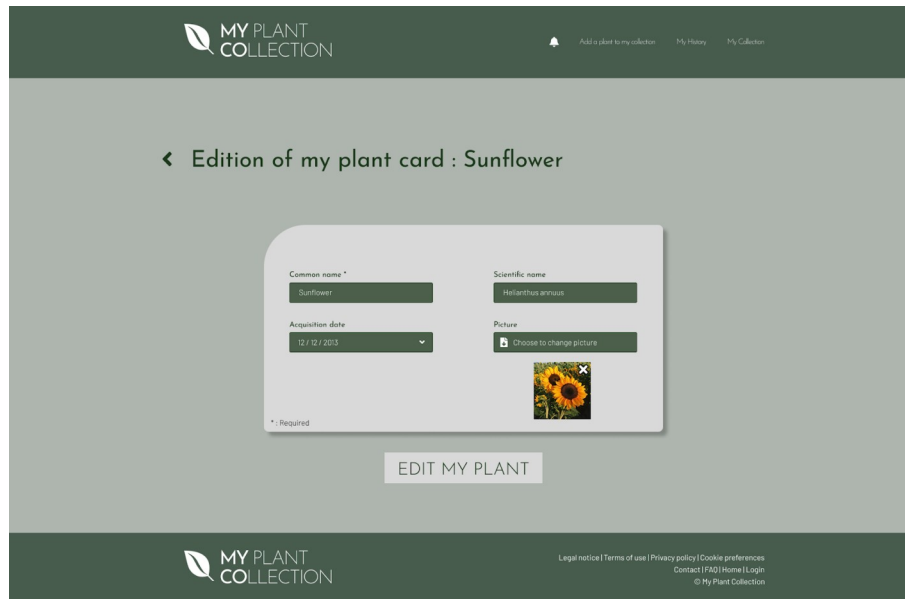 MY PLANT
COLLECTION
Add a plant to my collection My History My Collection
Edition of my plant card : Sunflower
Common name *
Sunflower
Scientific name
Helianthus annuus
Acquisition date
12 / 12 / 2013
Picture
Choose to change picture
* : Required
EDIT MY PLANT
MY PLANT
COLLECTION
Legal notice | Terms of use | Privacy policy | Cookie preferences
Contact | FAQ | Home | Login
© My Plant Collection